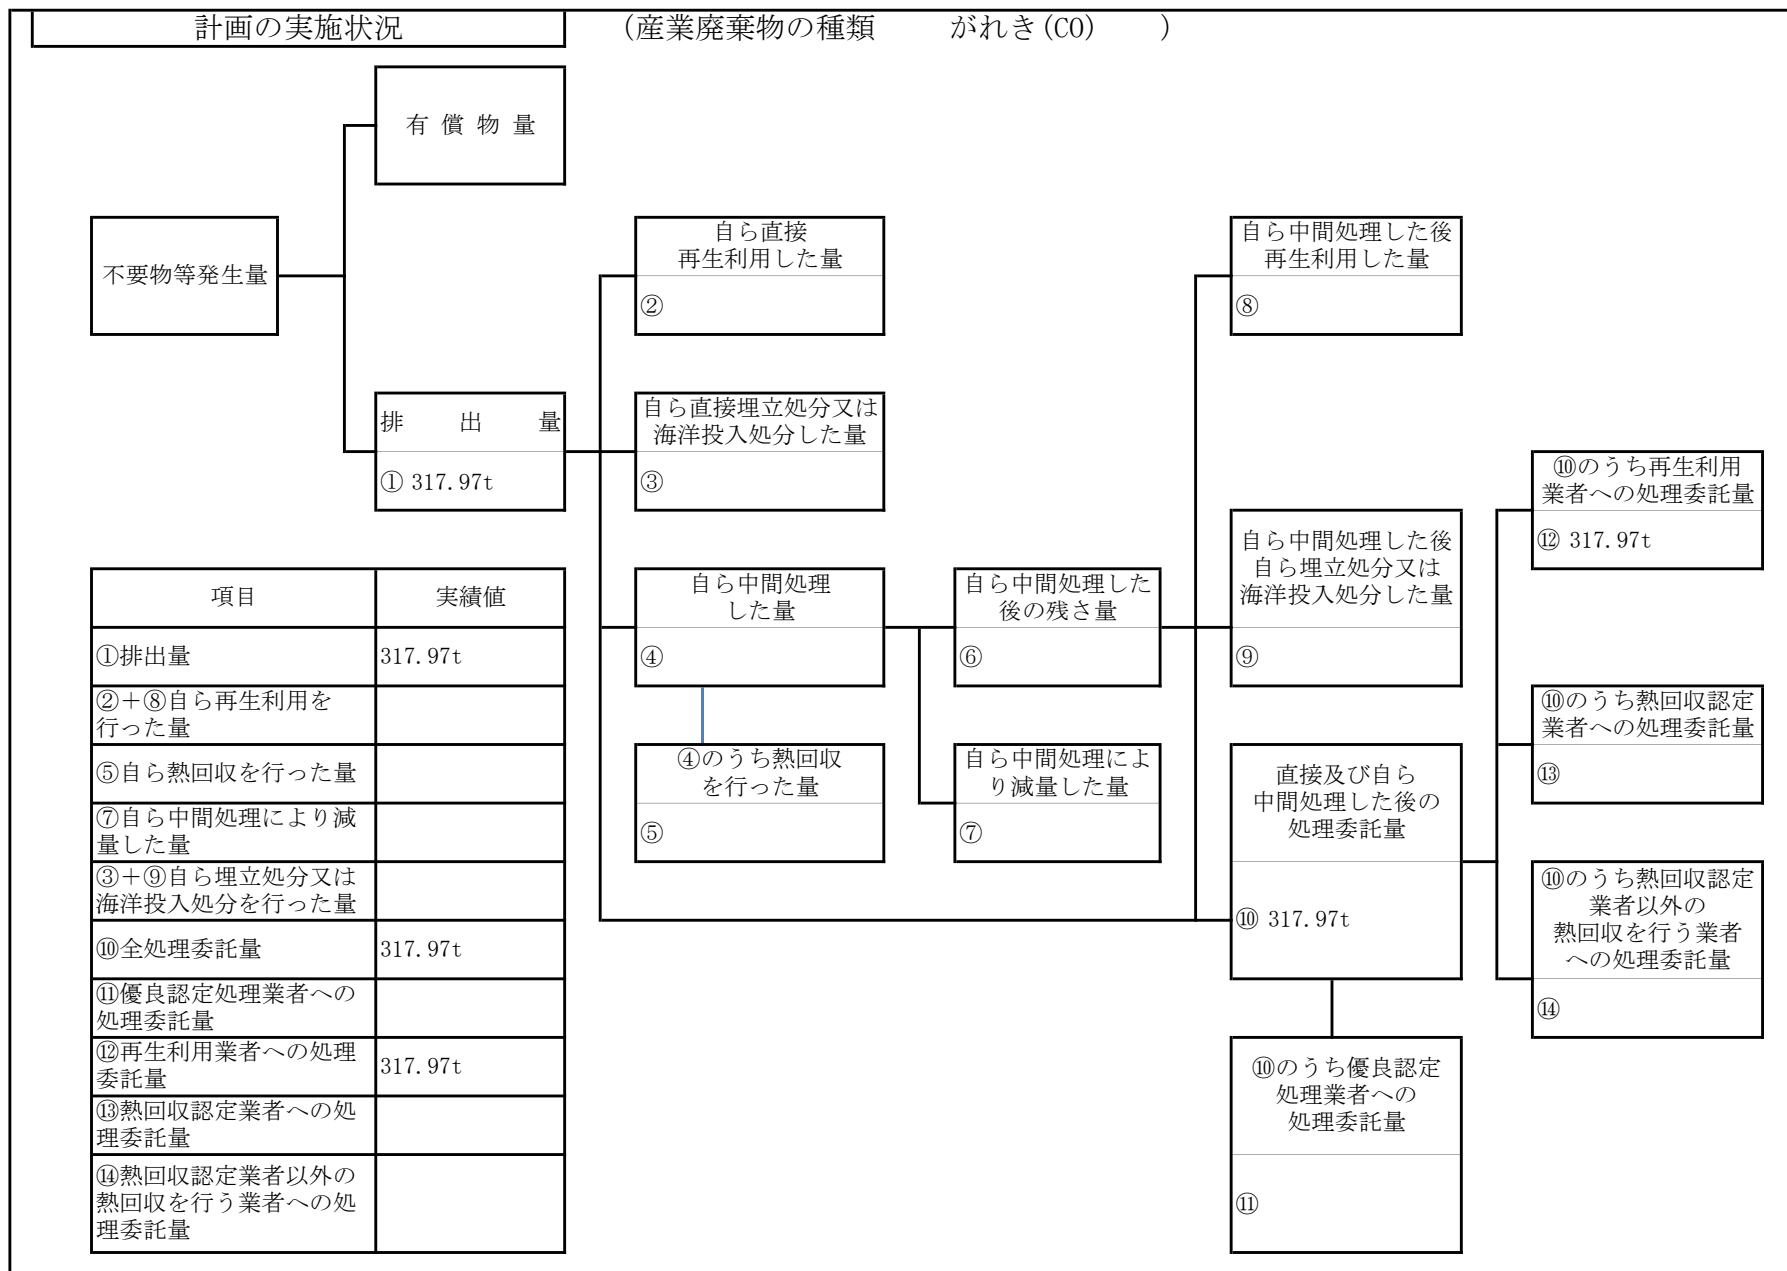 計画の実施状況
(産業廃棄物の種類 がれき(CO) )
有償物量
不要物等発生量
排出量
① 317.97t
自ら直接
再生利用した量
②
自ら直接埋立処分又は
海洋投入処分した量
③
自ら中間処理
した量
④
④のうち熱回収
を行った量
⑤
自ら中間処理した
後の残さ量
⑥
自ら中間処理によ
り減量した量
⑦
自ら中間処理した後
再生利用した量
⑧
自ら中間処理した後
自ら埋立処分又は
海洋投入処分した量
⑨
直接及び自ら
中間処理した後の
処理委託量
⑩ 317.97t
⑩のうち優良認定
処理業者への
処理委託量
⑪
⑩のうち再生利用
業者への処理委託量
⑫ 317.97t
⑩のうち熱回収認定
業者への処理委託量
⑬
⑩のうち熱回収認定
業者以外の
熱回収を行う業者
への処理委託量
⑭
項目 実績値
①排出量 317.97t
②+⑧自ら再生利用を
行った量
⑤自ら熱回収を行った量
⑦自ら中間処理により減
量した量
③+⑨自ら埋立処分又は
海洋投入処分を行った量
⑩全処理委託量 317.97t
⑪優良認定処理業者への
処理委託量
⑫再生利用業者への処理
委託量 317.97t
⑬熱回収認定業者への処
理委託量
⑭熱回収認定業者以外の
熱回収を行う業者への処
理委託量